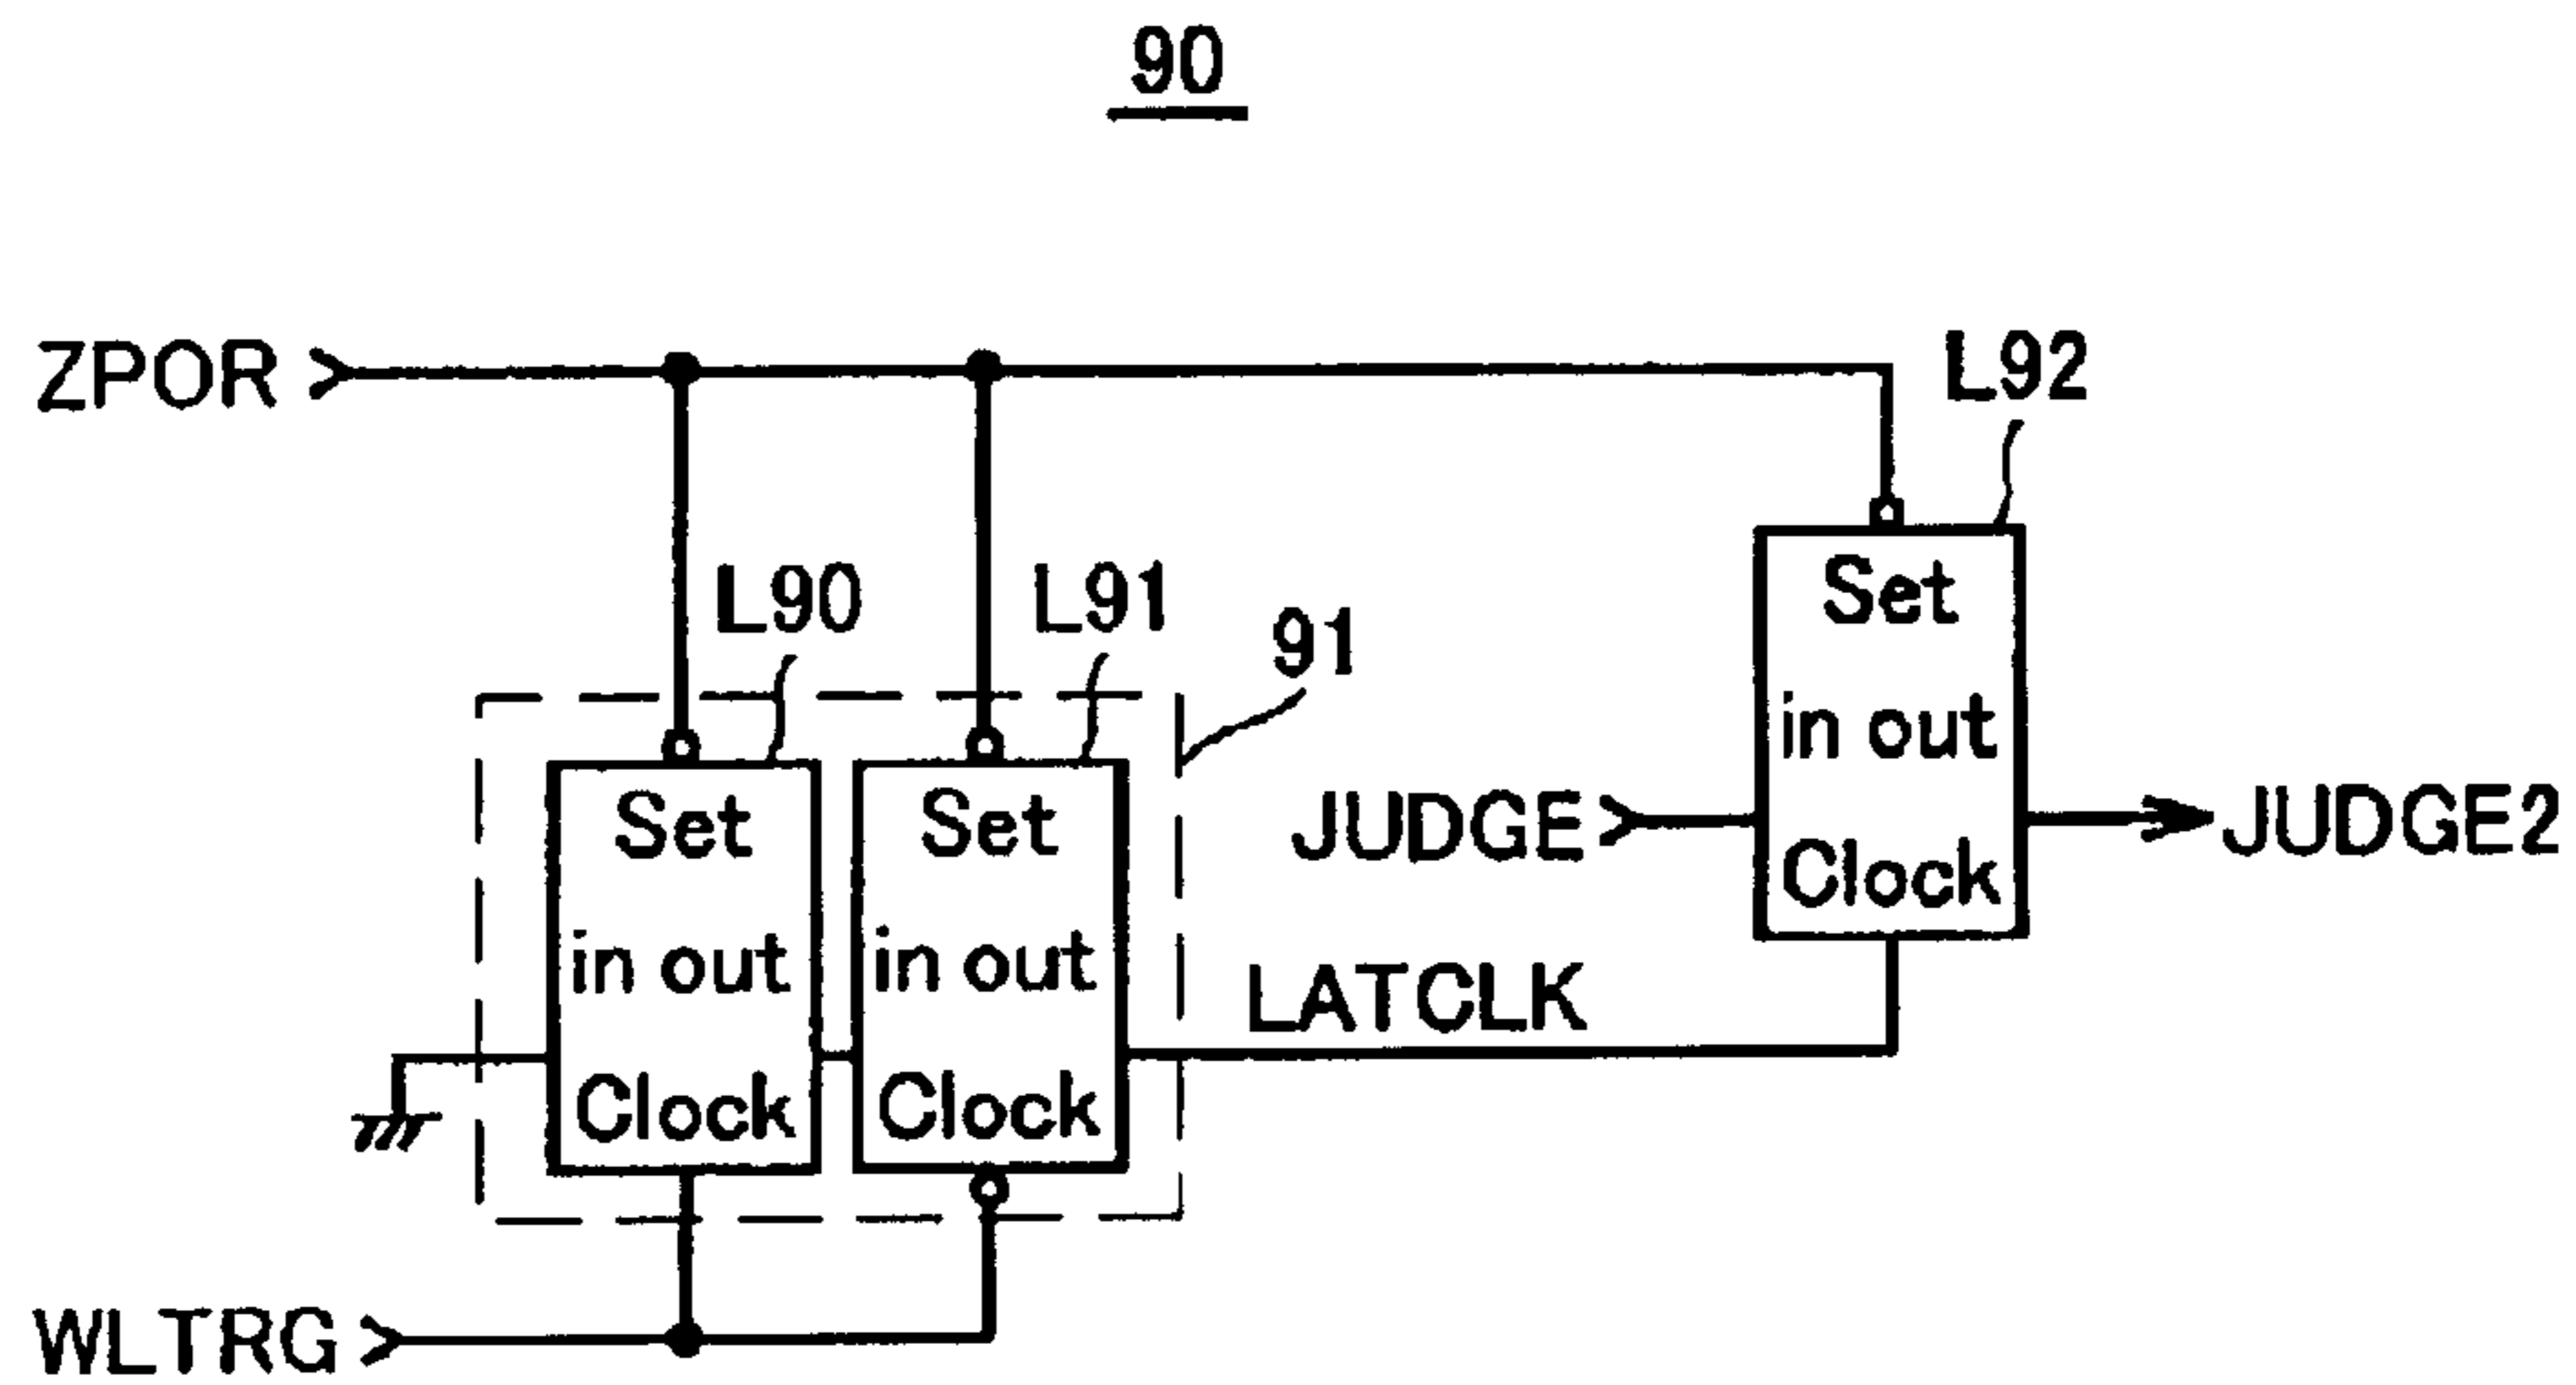 90
ZPOR
L92
L90
L91
91
Set
in out
Clock
Set
in out
Clock
Set
in out
Clock
JUDGE
JUDGE2
LATCLK
WLTRG